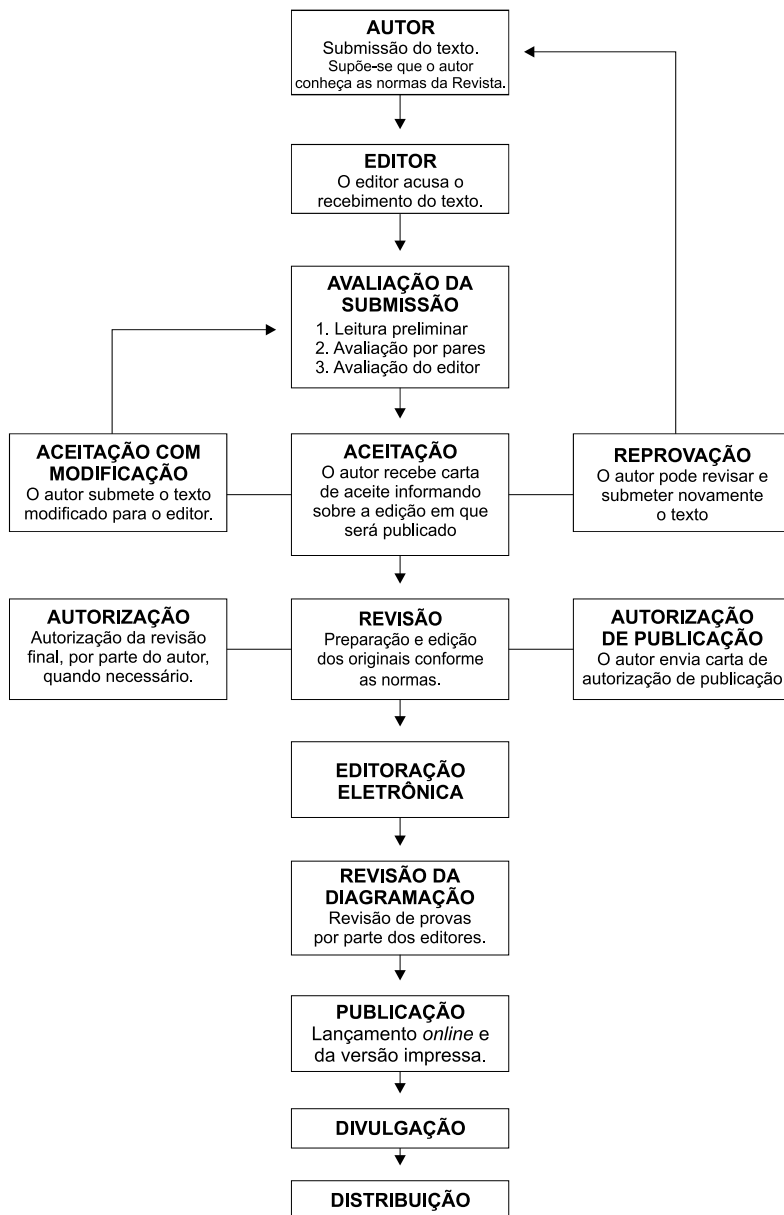 AUTOR
Submissão do texto.
Supõe-se que o autor
conheça as normas da Revista.
EDITOR
O editor acusa o
recebimento do texto.
AVALIAÇÃO DA
SUBMISSÃO
1. Leitura preliminar
2. Avaliação por pares
3. Avaliação do editor
ACEITAÇÃO COM
MODIFICAÇÃO
O autor submete o texto
modificado para o editor.
ACEITAÇÃO
O autor recebe carta
de aceite informando
sobre a edição em que
será publicado
REPROVAÇÃO
O autor pode revisar e
submeter novamente
o texto
AUTORIZAÇÃO
Autorização da revisão
final, por parte do autor,
quando necessário.
REVISÃO
Preparação e edição
dos originais conforme
as normas.
AUTORIZAÇÃO
DE PUBLICAÇÃO
O autor envia carta de
autorização de publicação
EDITORAÇÃO
ELETRÔNICA
REVISÃO DA
DIAGRAMAÇÃO
Revisão de provas
por parte dos editores.
PUBLICAÇÃO
Lançamento online e
da versão impressa.
DIVULGAÇÃO
DISTRIBUIÇÃO